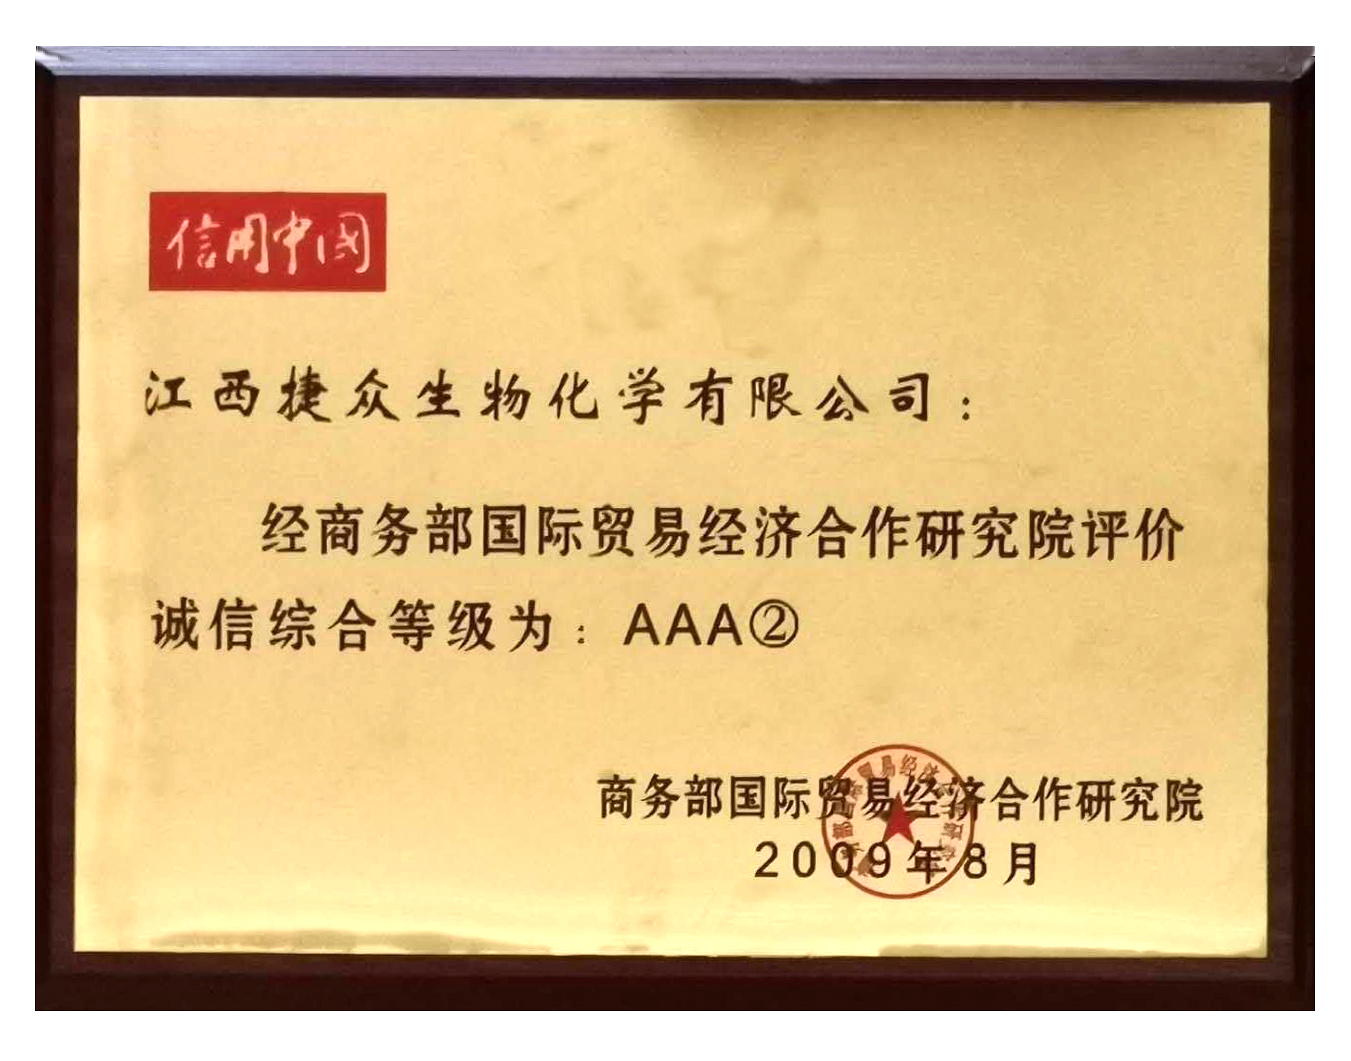 信用中国
江西捷众生物化学有限公司：
经商务部国际贸易经济合作研究院评价
诚信综合等级为：AAA②
商务部国际贸易经济合作研究院
2009年8月